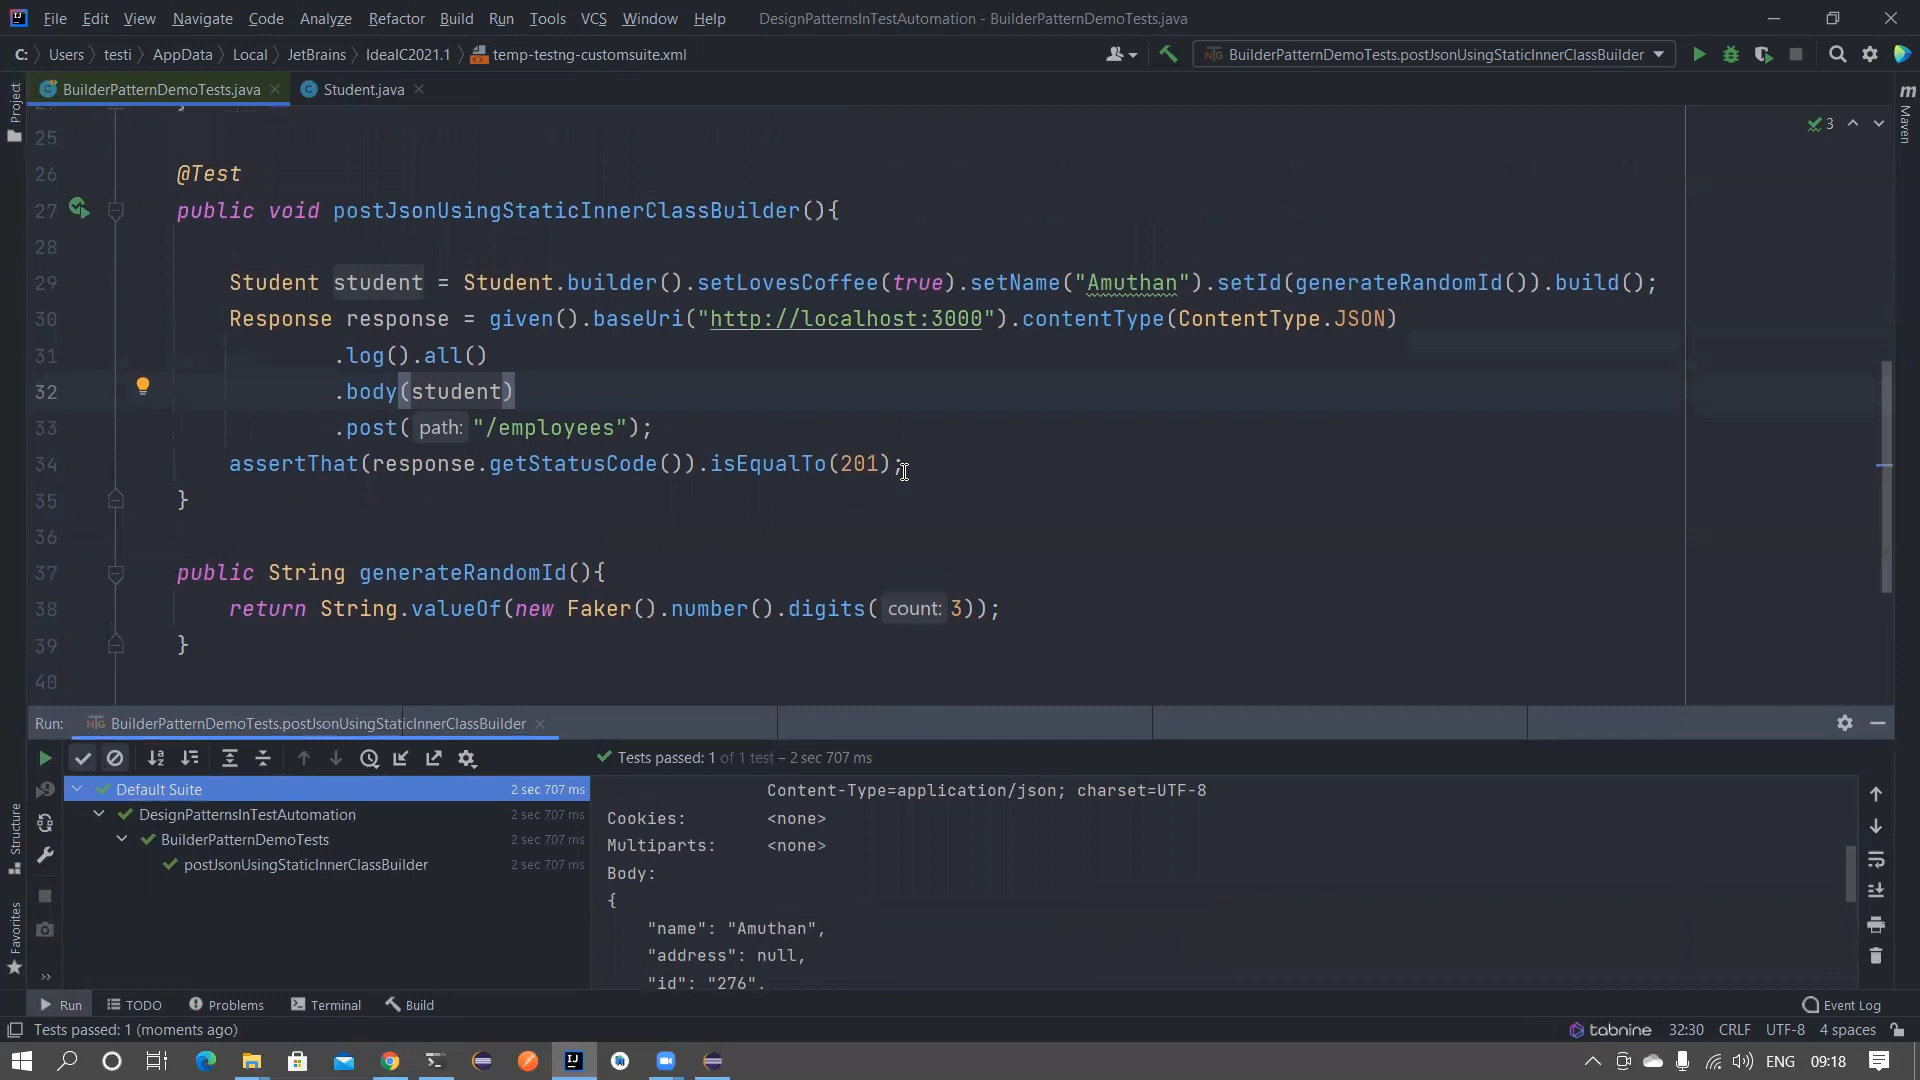 File Edit View Navigate Code Analyze Refactor Build Run Tools VCS Window Help DesignPatternsInTestAutomation - BuilderPatternDemoTests.java
C: Users testi AppData Local JetBrains IdeaIC2021.1 temp-testng-customsuite.xml BuilderPatternDemoTests.postJsonUsingStaticInnerClassBuilder
BuilderPatternDemoTests.java Student.java
Project
Maven
3
25
26 @Test
27 public void postJsonUsingStaticInnerClassBuilder(){
28
29 Student student = Student.builder().setLovesCoffee(true).setName("Amuthan").setId(generateRandomId()).build();
30 Response response = given().baseUri("http://localhost:3000").contentType(ContentType.JSON)
31 .log().all()
32 .body(student)
33 .post( path: "/employees");
34 assertThat(response.getStatusCode()).isEqualTo(201);
35 }
36
37 public String generateRandomId(){
38 return String.valueOf(new Faker().number().digits( count: 3));
39 }
40
Run: BuilderPatternDemoTests.postJsonUsingStaticInnerClassBuilder
Tests passed: 1 of 1 test – 2 sec 707 ms
Default Suite 2 sec 707 ms
DesignPatternsInTestAutomation 2 sec 707 ms
BuilderPatternDemoTests 2 sec 707 ms
postJsonUsingStaticInnerClassBuilder 2 sec 707 ms
Content-Type=application/json; charset=UTF-8
Cookies: <none>
Multiparts: <none>
Body:
{
"name": "Amuthan",
"address": null,
"id": "276",
Structure
Favorites
Run TODO Problems Terminal Build Event Log
Tests passed: 1 (moments ago) tabnine 32:30 CRLF UTF-8 4 spaces
ENG 09:18